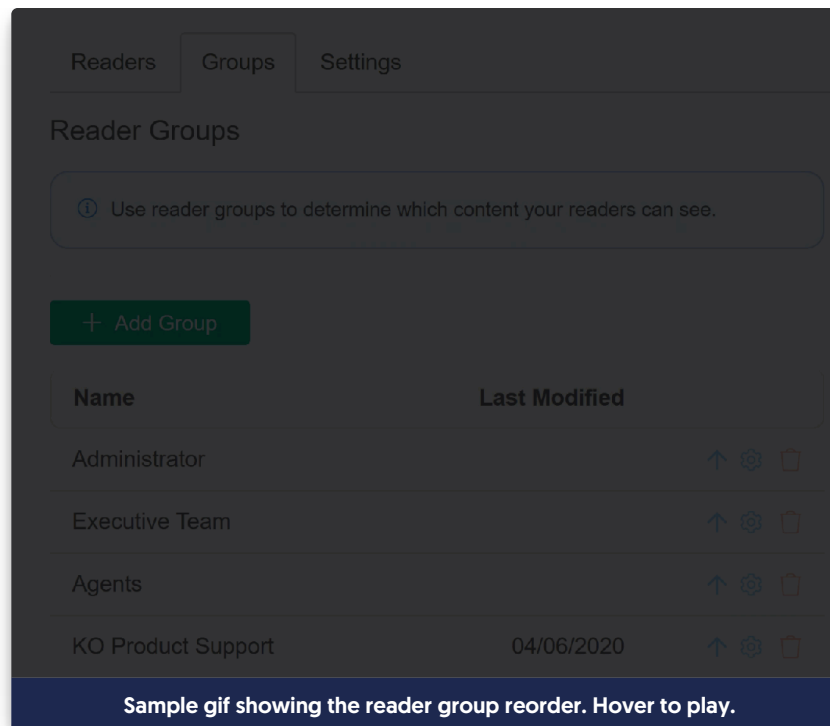 Readers Groups Settings
Reader Groups
Use reader groups to determine which content your readers can see.
+ Add Group
Name Last Modified
Administrator
Executive Team
Agents
KO Product Support 04/06/2020
Sample gif showing the reader group reorder. Hover to play.